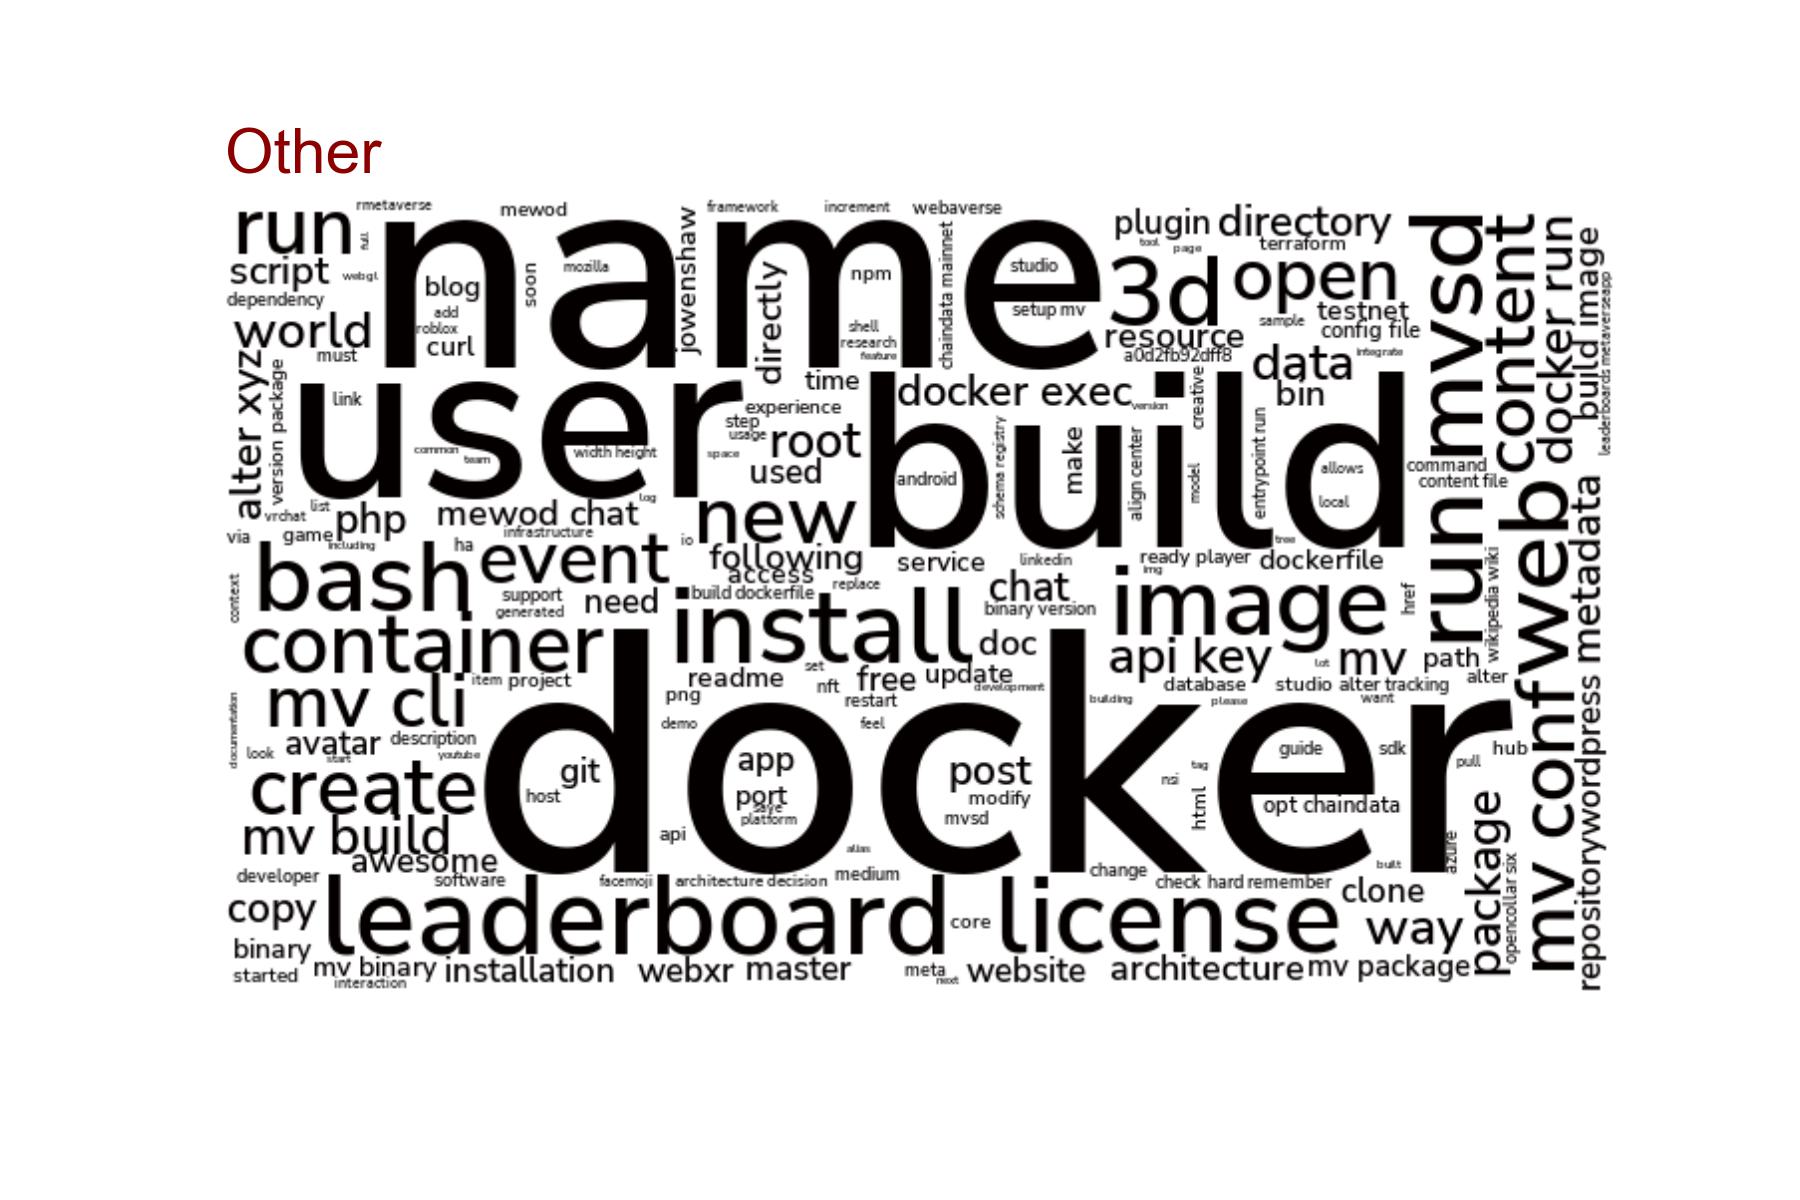 Other
run
rmetaverse
mewod
framework
increment
webaverse
name
plugin
directory
full
script
webgl
blog
soon
mozilla
jowenshaw
directly
npm
chaindata mainnet
studio
tool
page
terraform
3d
open
run mvsd
content
docker run
build image
leaderboards metaverseapp
dependency
add
world
roblox
curl
must
shell
research
feature
setup mv
resource
sample
testnet
config file
a0d2fb92dff8
data
integrate
bin
alter xyz
version package
link
user
time
experience
step
usage
space
common
team
width height
root
used
docker exec
version
creative
build
android
schema registry
make
align center
model
entrypoint run
allows
local
tree
command
content file
web
via
vrchat
list
php
game
including
mewod chat
log
infrastructure
ha
event
io
new
following
access
service
linkedin
ready player
img
dockerfile
bash
context
support
generated
need
build dockerfile
replace
chat
binary version
image
href
wikipedia wiki
repositorywordpress metadata
container
install
doc
api key
lot
mv
path
alter
item
project
readme
set
nft
free
update
development
database
studio
alter tracking
want
mv cli
png
restart
building
please
documentation
look
avatar
start
description
youtube
demo
feel
docker
git
host
app
port
save
platform
post
modify
mvsd
nsi
tag
html
guide
sdk
pull
hub
opt chaindata
mv conf
create
mv build
awesome
api
alias
azure
package
opencollar six
developer
software
facemoji
architecture decision
medium
change
check
hard remember
built
clone
copy
leaderboard
core
license
way
binary
started
mv binary
interaction
installation
webxr
master
meta
next
website
architecture
mv package